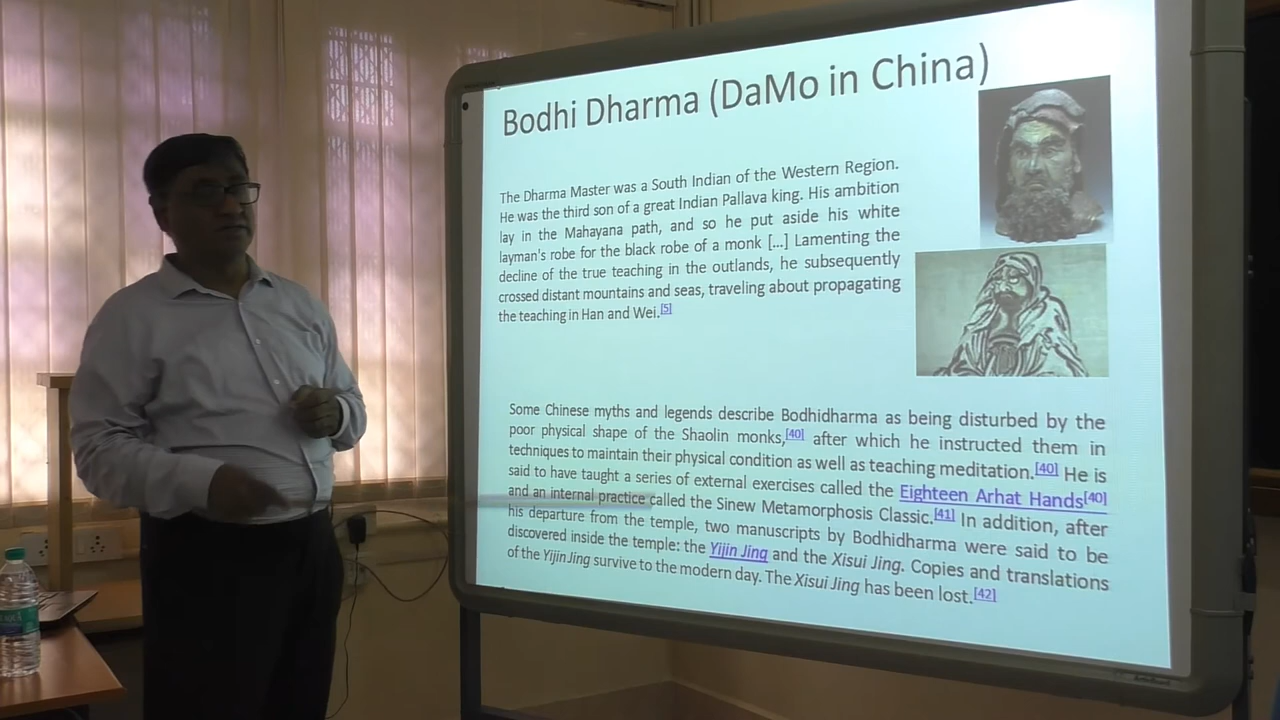 Bodhi Dharma (DaMo in China)
The Dharma Master was a South Indian of the Western Region.
He was the third son of a great Indian Pallava king. His ambition
lay in the Mahayana path, and so he put aside his white
layman's robe for the black robe of a monk [...] Lamenting the
decline of the true teaching in the outlands, he subsequently
crossed distant mountains and seas, traveling about propagating
the teaching in Han and Wei.[5]
Some Chinese myths and legends describe Bodhidharma as being disturbed by the
poor physical shape of the Shaolin monks,[40] after which he instructed them in
techniques to maintain their physical condition as well as teaching meditation.[40] He is
said to have taught a series of external exercises called the Eighteen Arhat Hands[40]
and an internal practice called the Sinew Metamorphosis Classic.[41] In addition, after
his departure from the temple, two manuscripts by Bodhidharma were said to be
discovered inside the temple: the Yijin Jing and the Xisui Jing. Copies and translations
of the Yijin Jing survive to the modern day. The Xisui Jing has been lost.[42]